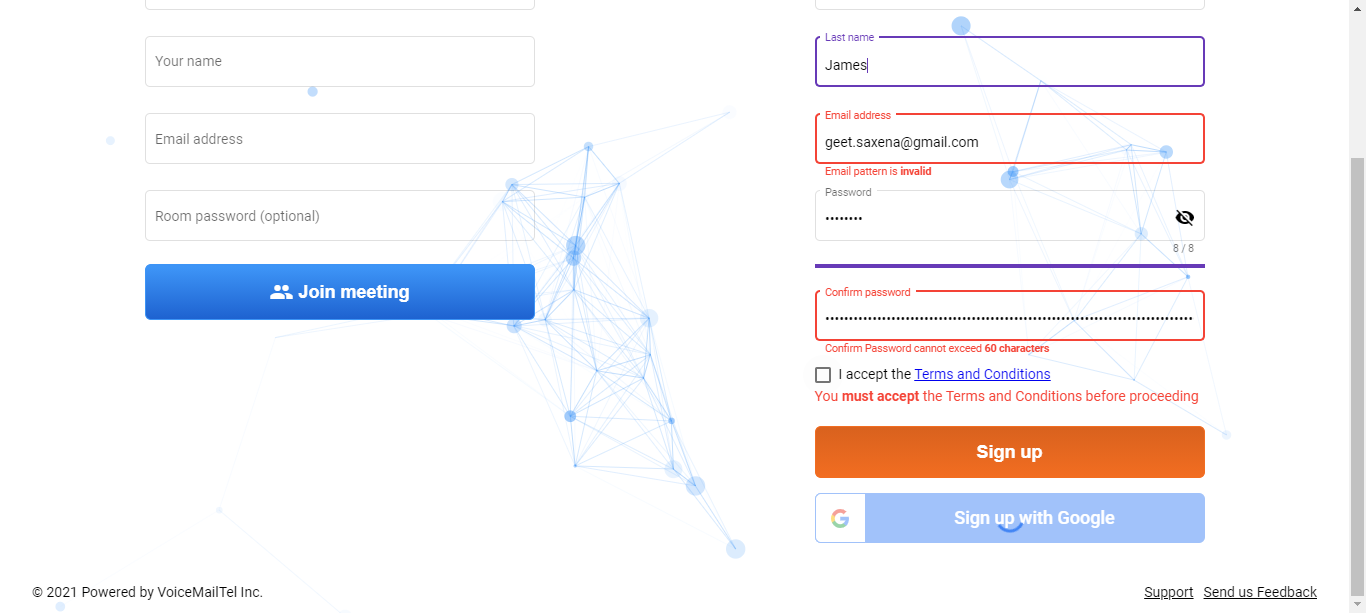 Your name
Email address
Room password (optional)
Join meeting
Last name
James
Email address
geet.saxena@gmail.com
Email pattern is invalid
Password
••••••••
8 / 8
Confirm password
Confirm Password cannot exceed 60 characters
I accept the Terms and Conditions
You must accept the Terms and Conditions before proceeding
Sign up
Sign up with Google
© 2021 Powered by VoiceMailTel Inc.
Support Send us Feedback